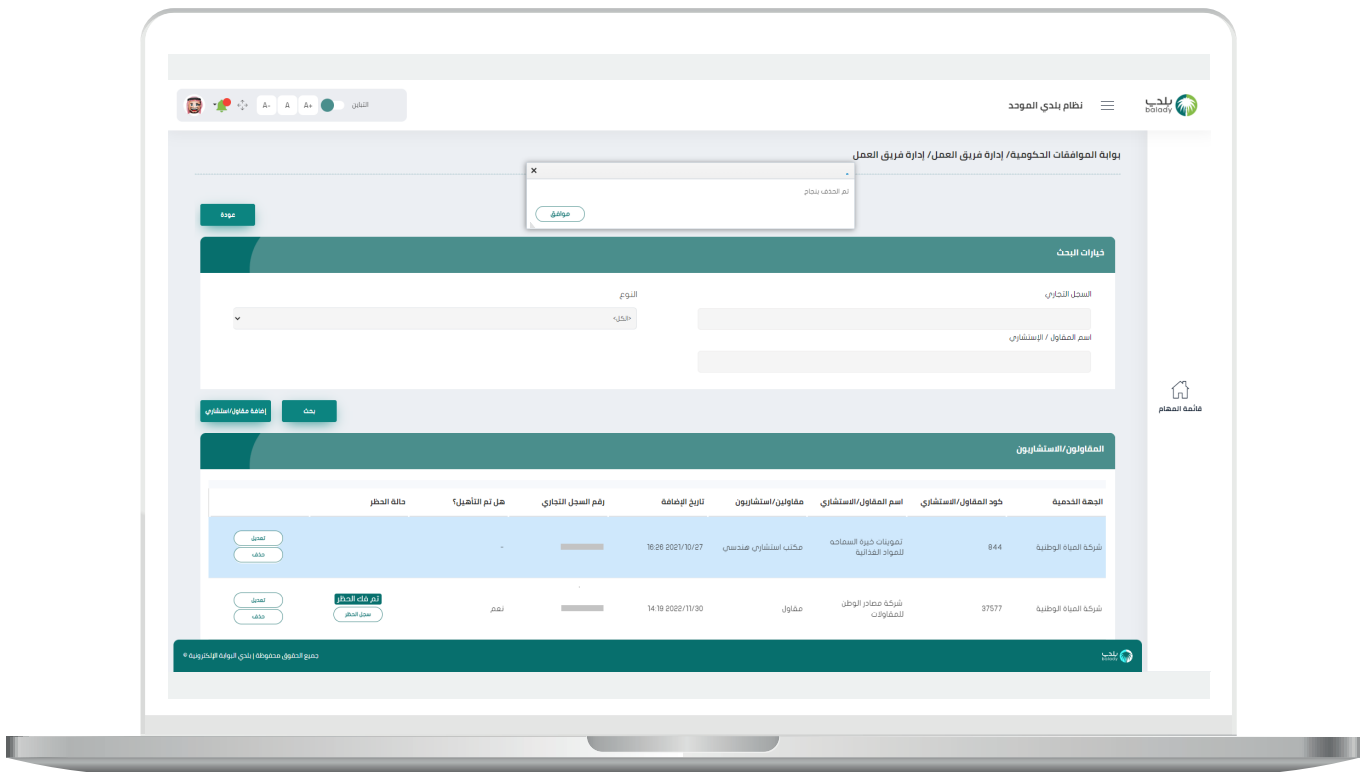 بلدي
balady
نظام بلدي الموحد
التباين
A+
A
A-
بوابة الموافقات الحكومية/ إدارة فريق العمل/ إدارة فريق العمل
تم الحذف بنجاح
موافق
عودة
خيارات البحث
السجل التجاري
النوع
<الكل>
اسم المقاول / الإستشاري
بحث
إضافة مقاول/استشاري
قائمة المهام
المقاولون/الاستشاريون
الجهة الخدمية كود المقاول/الاستشاري اسم المقاول/الاستشاري مقاولين/استشاريون تاريخ الإضافة رقم السجل التجاري هل تم التأهيل؟ حالة الحظر
شركة المياة الوطنية 844 تموينات خيرة السماحه للمواد الغذائية مكتب استشاري هندسي 2021/10/27 16:26 - تعديل
حذف
شركة المياة الوطنية 37577 شركة مصادر الوطن للمقاولات مقاول 2022/11/30 14:19 نعم تم فك الحظر تعديل
سجل الحظر حذف
بلدي
balady
جميع الحقوق محفوظة | بلدي البوابة الإلكترونية ©